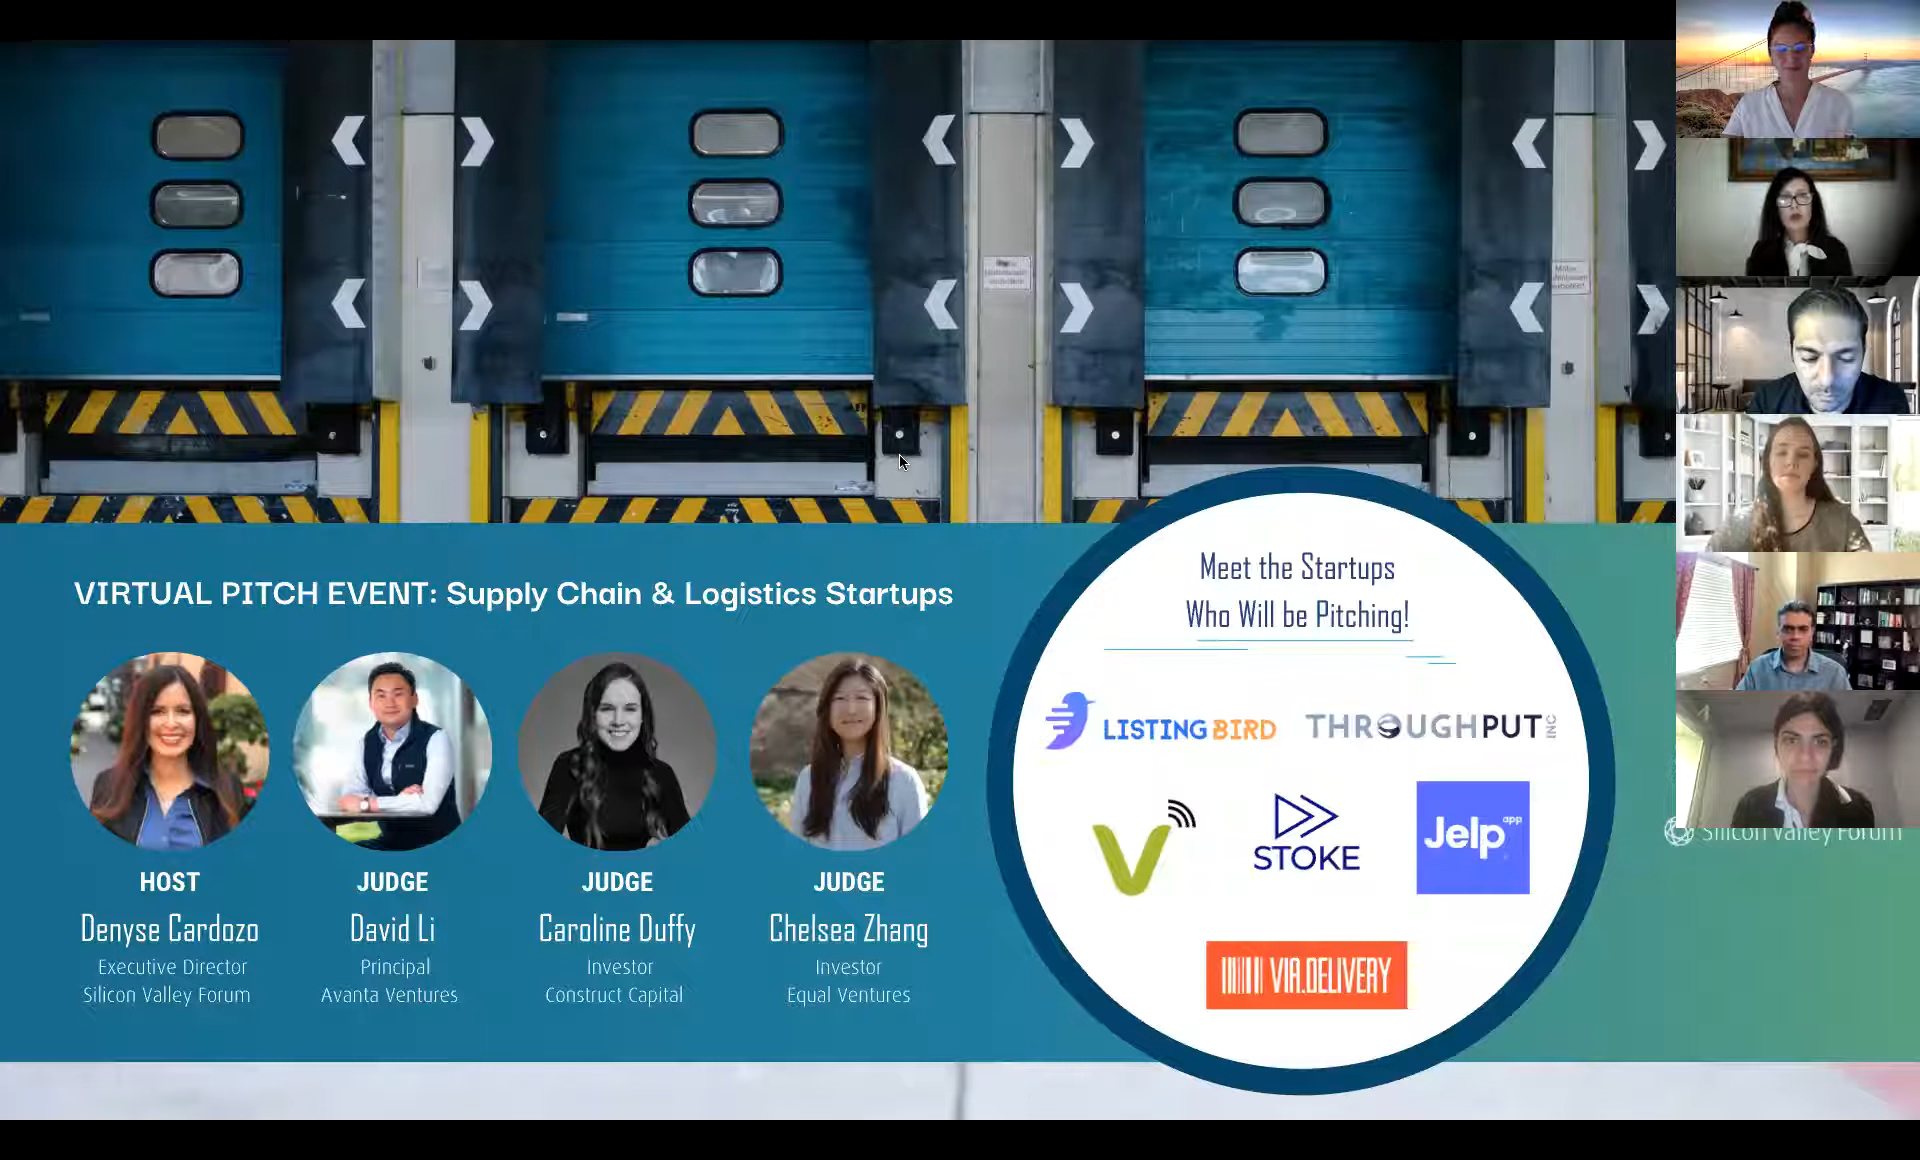 VIRTUAL PITCH EVENT: Supply Chain & Logistics Startups
HOST
Denyse Cardozo
Executive Director
Silicon Valley Forum
JUDGE
David Li
Principal
Avanta Ventures
JUDGE
Caroline Duffy
Investor
Construct Capital
JUDGE
Chelsea Zhang
Investor
Equal Ventures
Meet the Startups
Who Will be Pitching!
LISTING BIRD
THROUGHPUT INC
V
STOKE
Jelp app
VIA.DELIVERY
Silicon Valley Forum